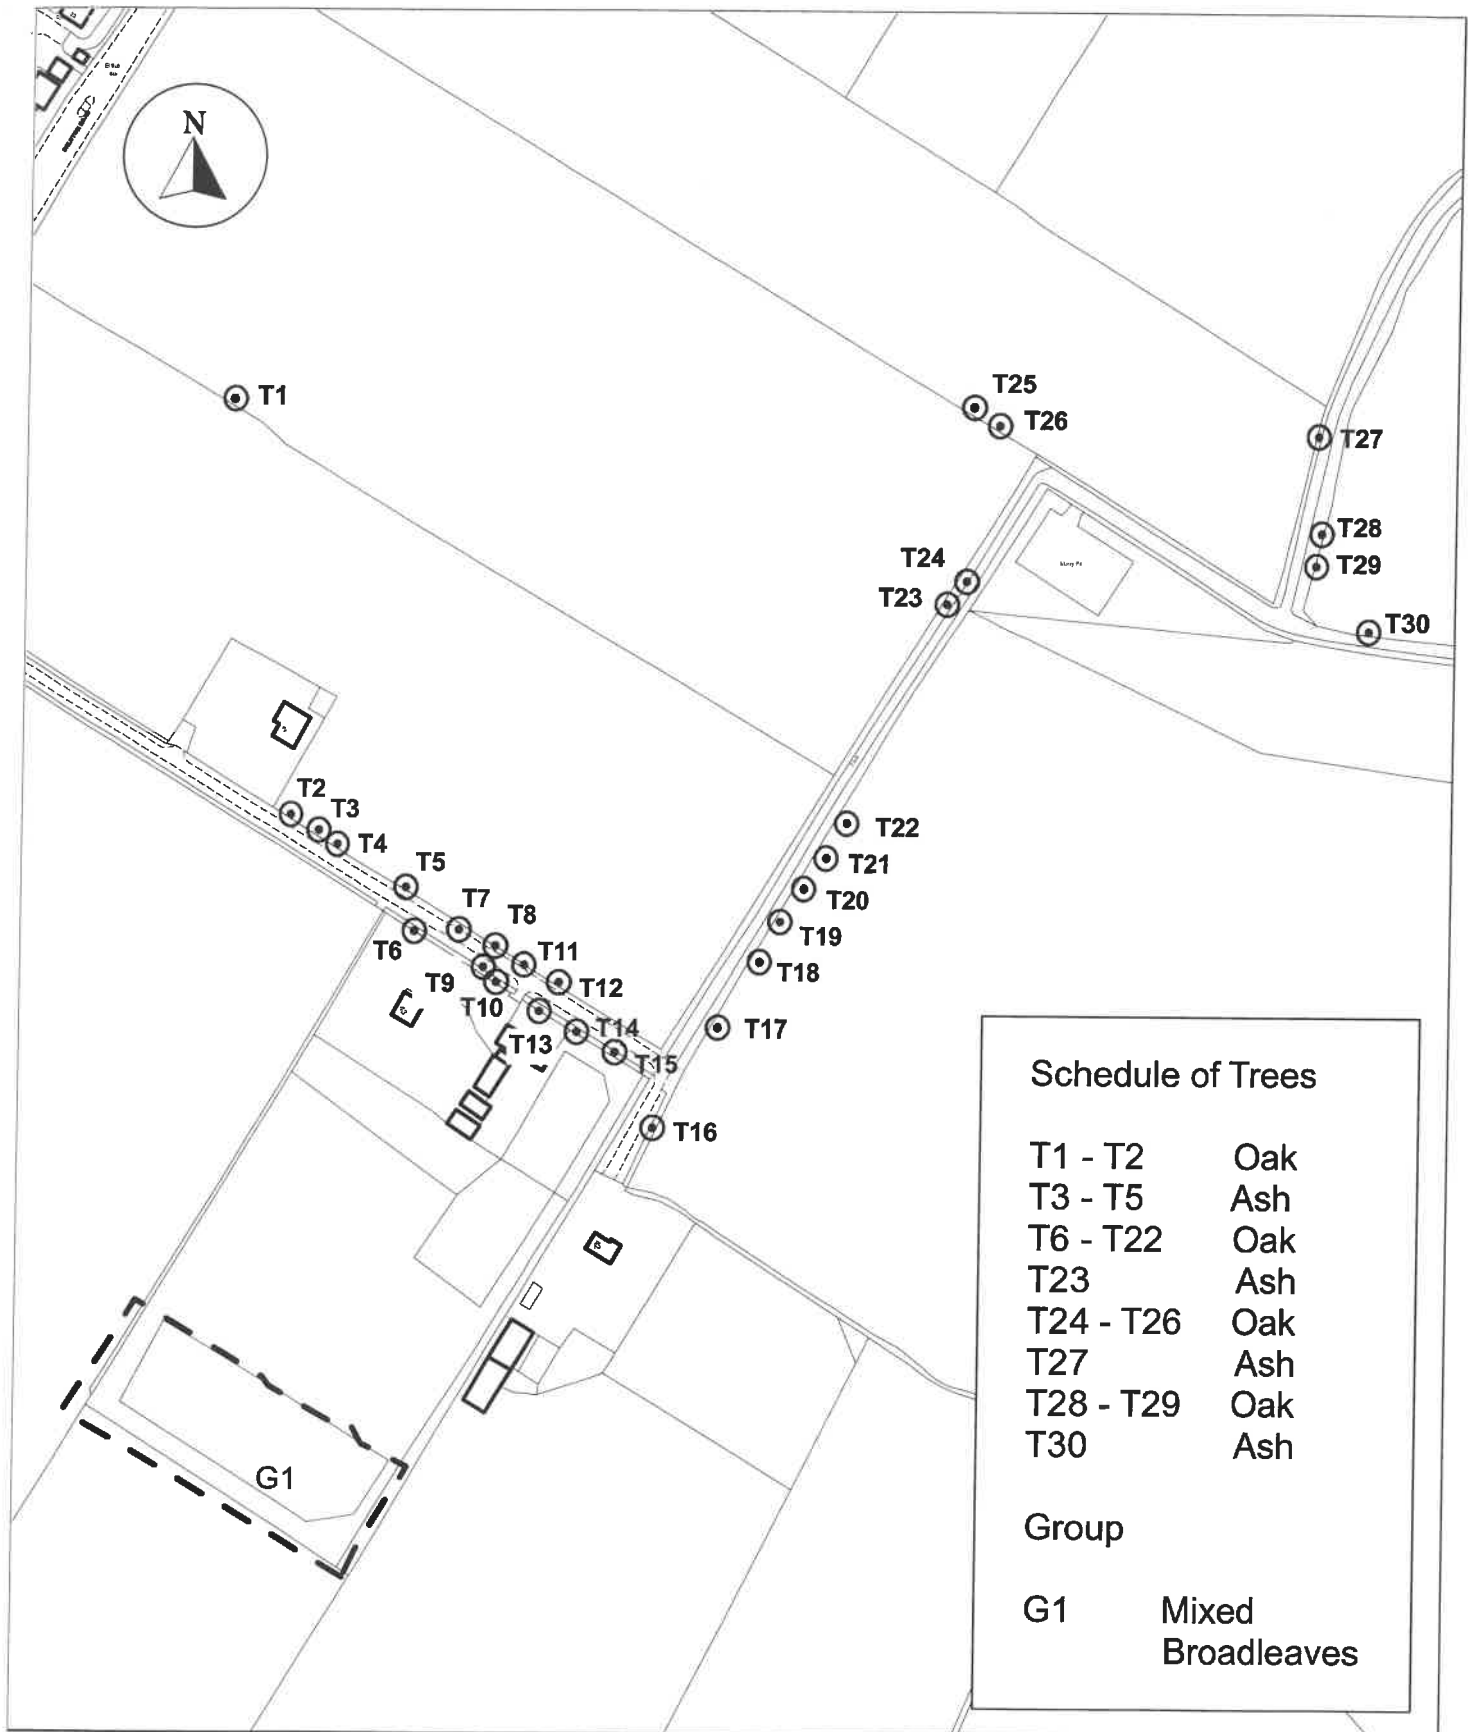 N
T1
T25
T26
T27
T28
T29
T30
T24
T23
T2
T3
T4
T5
T7
T8
T6
T11
T9
T10
T12
T13
T14
T15
T16
T17
T18
T19
T20
T21
T22
G1
Schedule of Trees
T1 - T2 Oak
T3 - T5 Ash
T6 - T22 Oak
T23 Ash
T24 - T26 Oak
T27 Ash
T28 - T29 Oak
T30 Ash
Group
G1 Mixed
Broadleaves